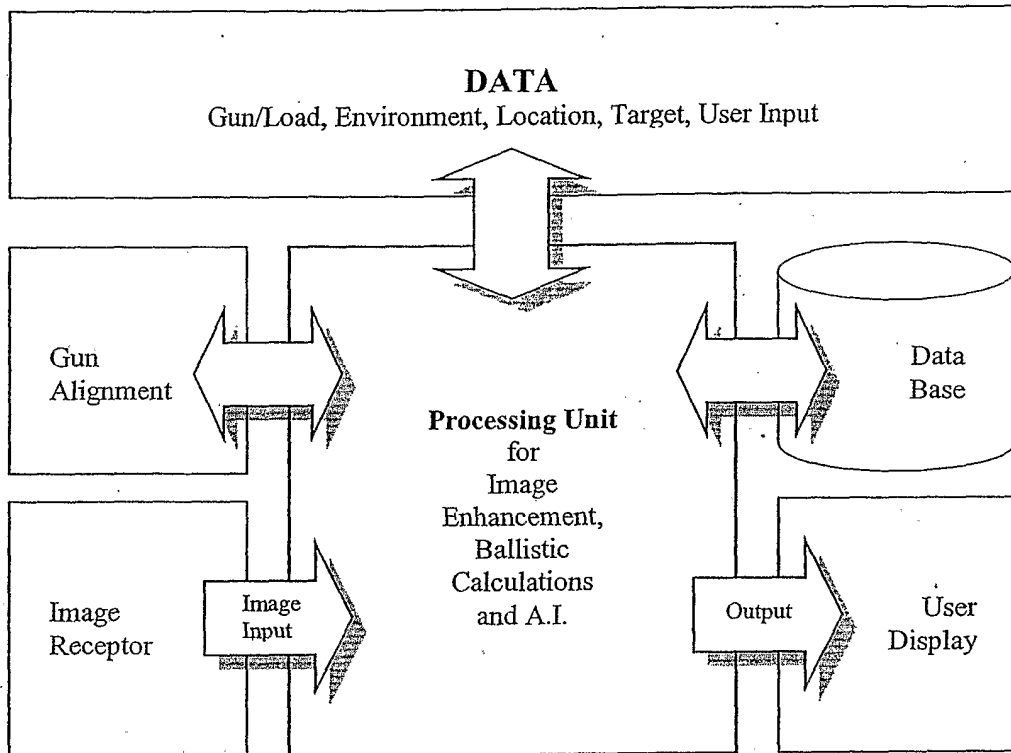 DATA
Gun/Load, Environment, Location, Target, User Input
Gun
Alignment
Data
Base
Processing Unit
for
Image
Enhancement,
Ballistic
Calculations
and A.I.
Image
Receptor
Image
Input
Output
User
Display